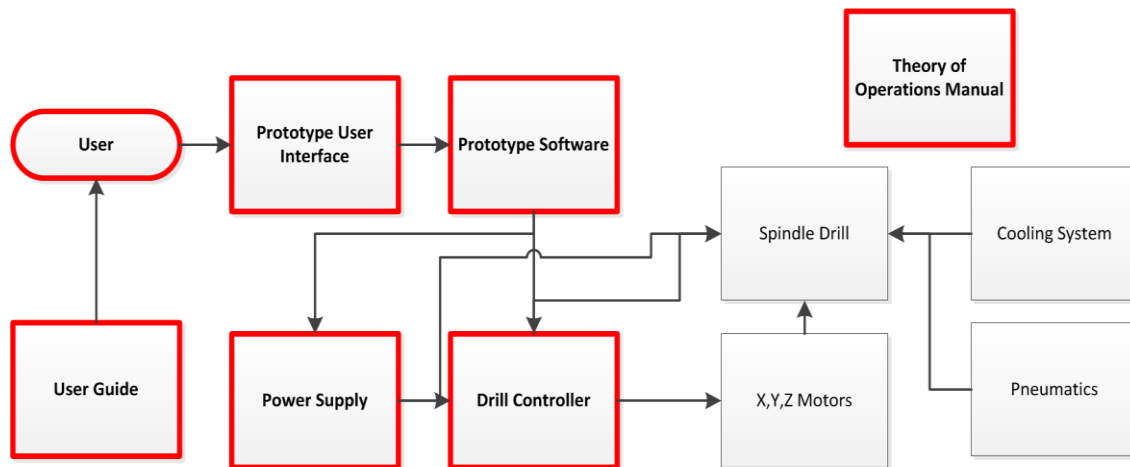 Theory of
Operations Manual
User
Prototype User
Interface
Prototype Software
Spindle Drill
Cooling System
User Guide
Power Supply
Drill Controller
X,Y,Z Motors
Pneumatics